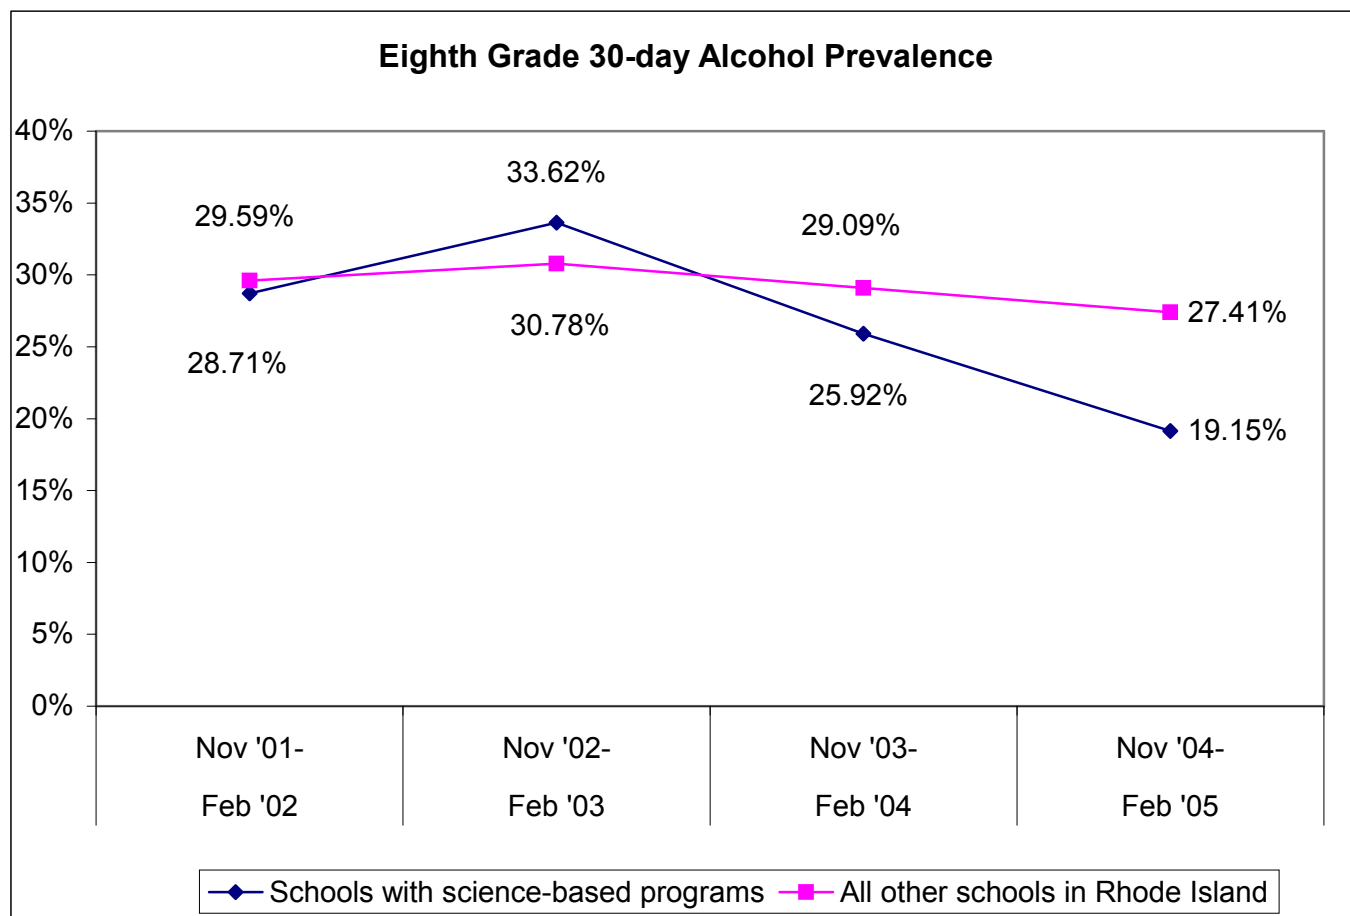 Eighth Grade 30-day Alcohol Prevalence
40%
35%
30%
25%
20%
15%
10%
5%
0%
29.59%
33.62%
29.09%
27.41%
28.71%
30.78%
25.92%
19.15%
Nov '01-
Feb '02
Nov '02-
Feb '03
Nov '03-
Feb '04
Nov '04-
Feb '05
Schools with science-based programs
All other schools in Rhode Island